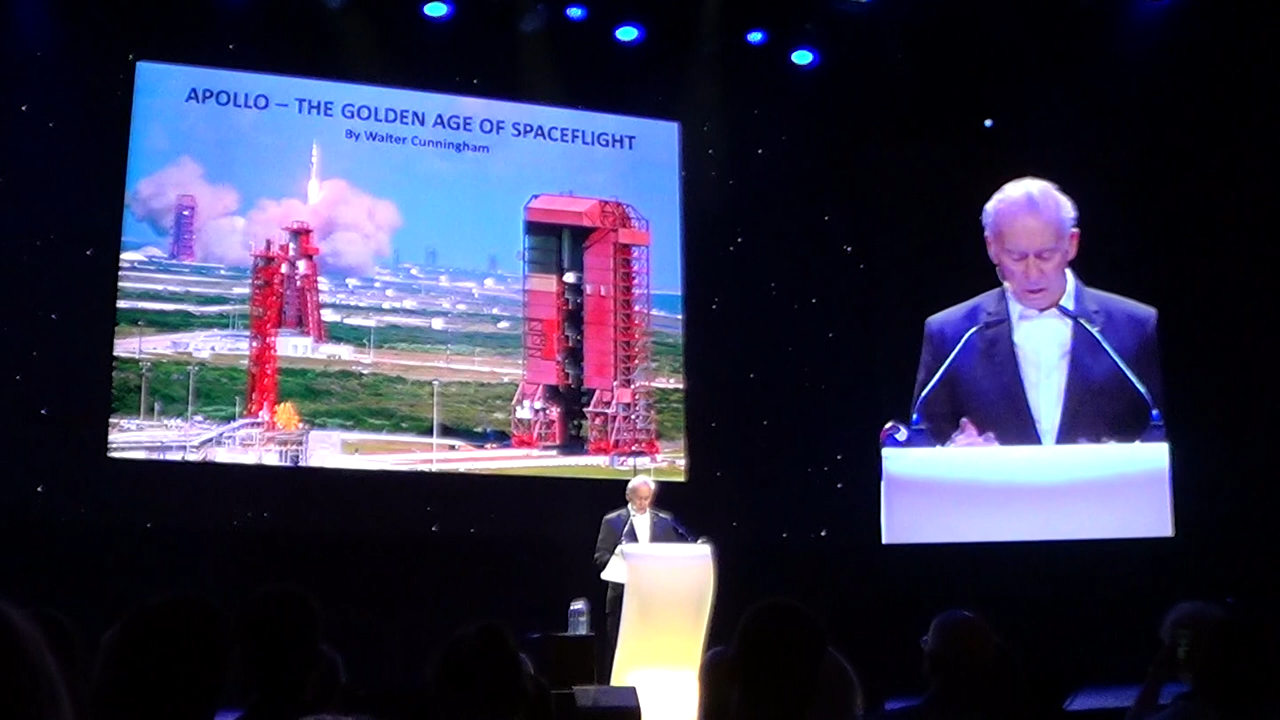 APOLLO – THE GOLDEN AGE OF SPACEFLIGHT
By Walter Cunningham